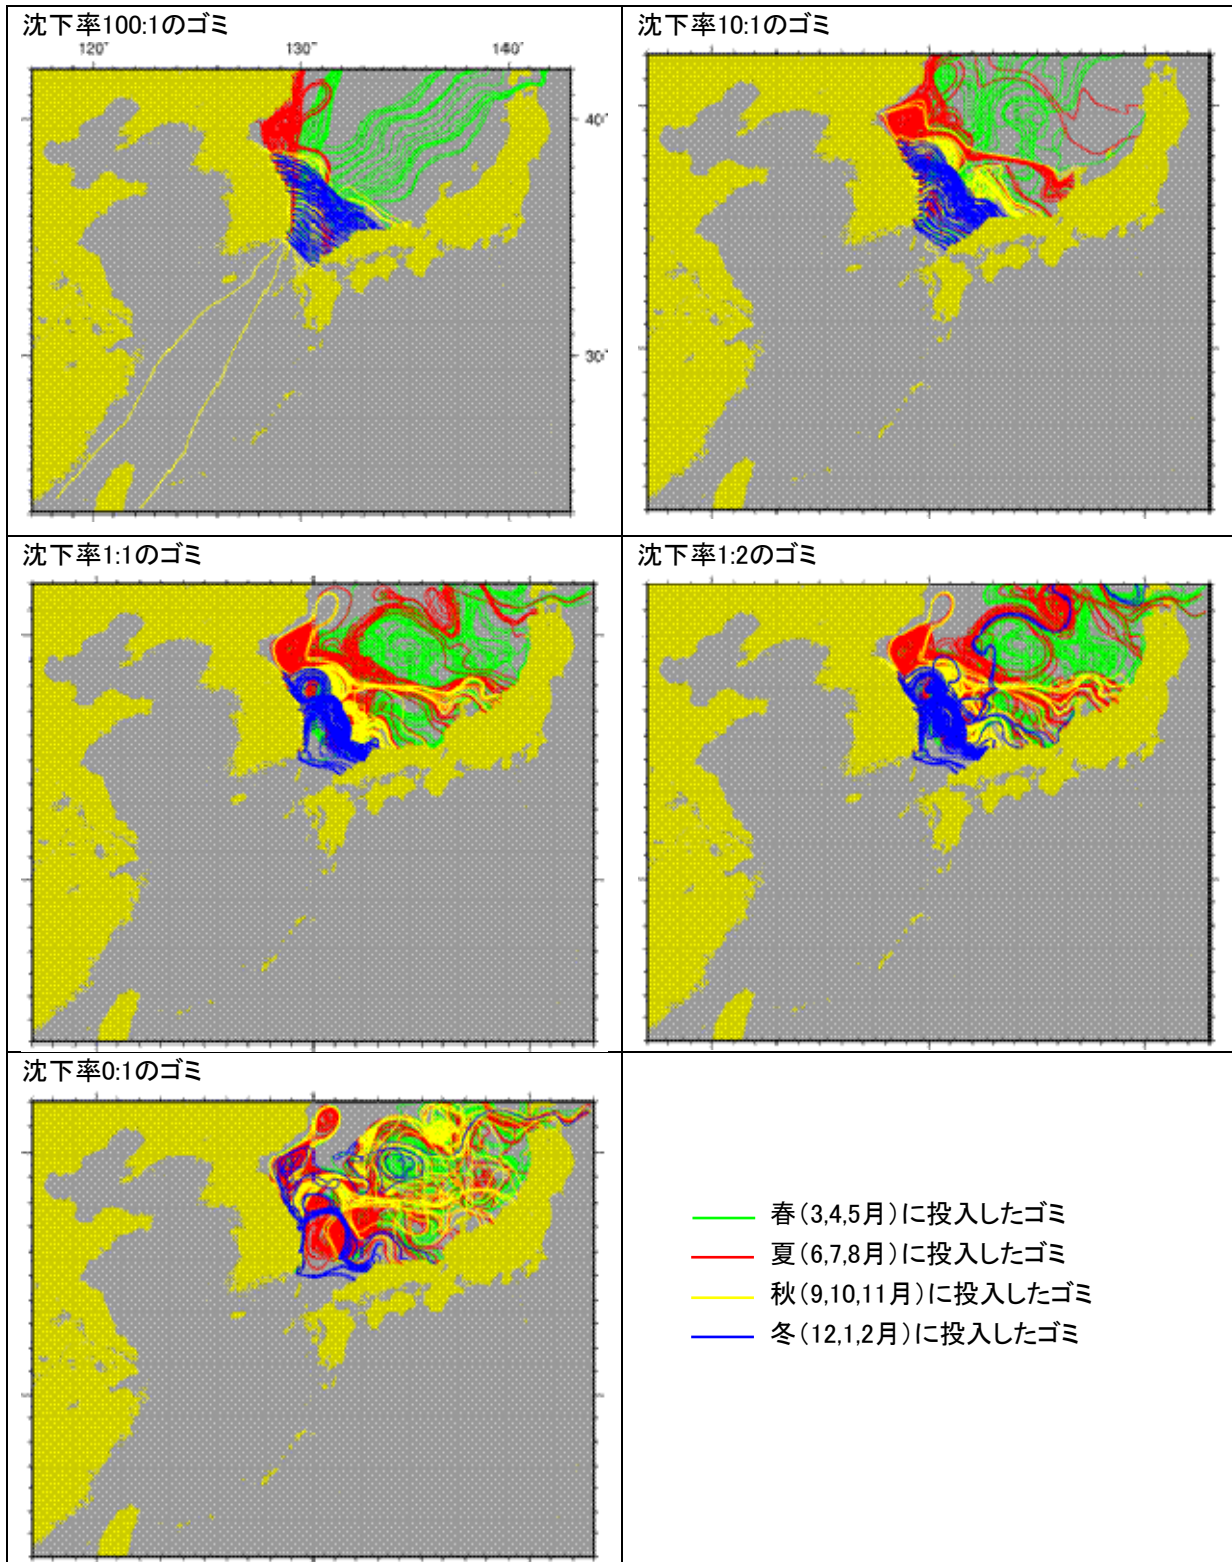 沈下率100:1のゴミ
沈下率10:1のゴミ
120°
130°
140°
40°
30°
沈下率1:1のゴミ
沈下率1:2のゴミ
沈下率0:1のゴミ
春(3,4,5月)に投入したゴミ
夏(6,7,8月)に投入したゴミ
秋(9,10,11月)に投入したゴミ
冬(12,1,2月)に投入したゴミ